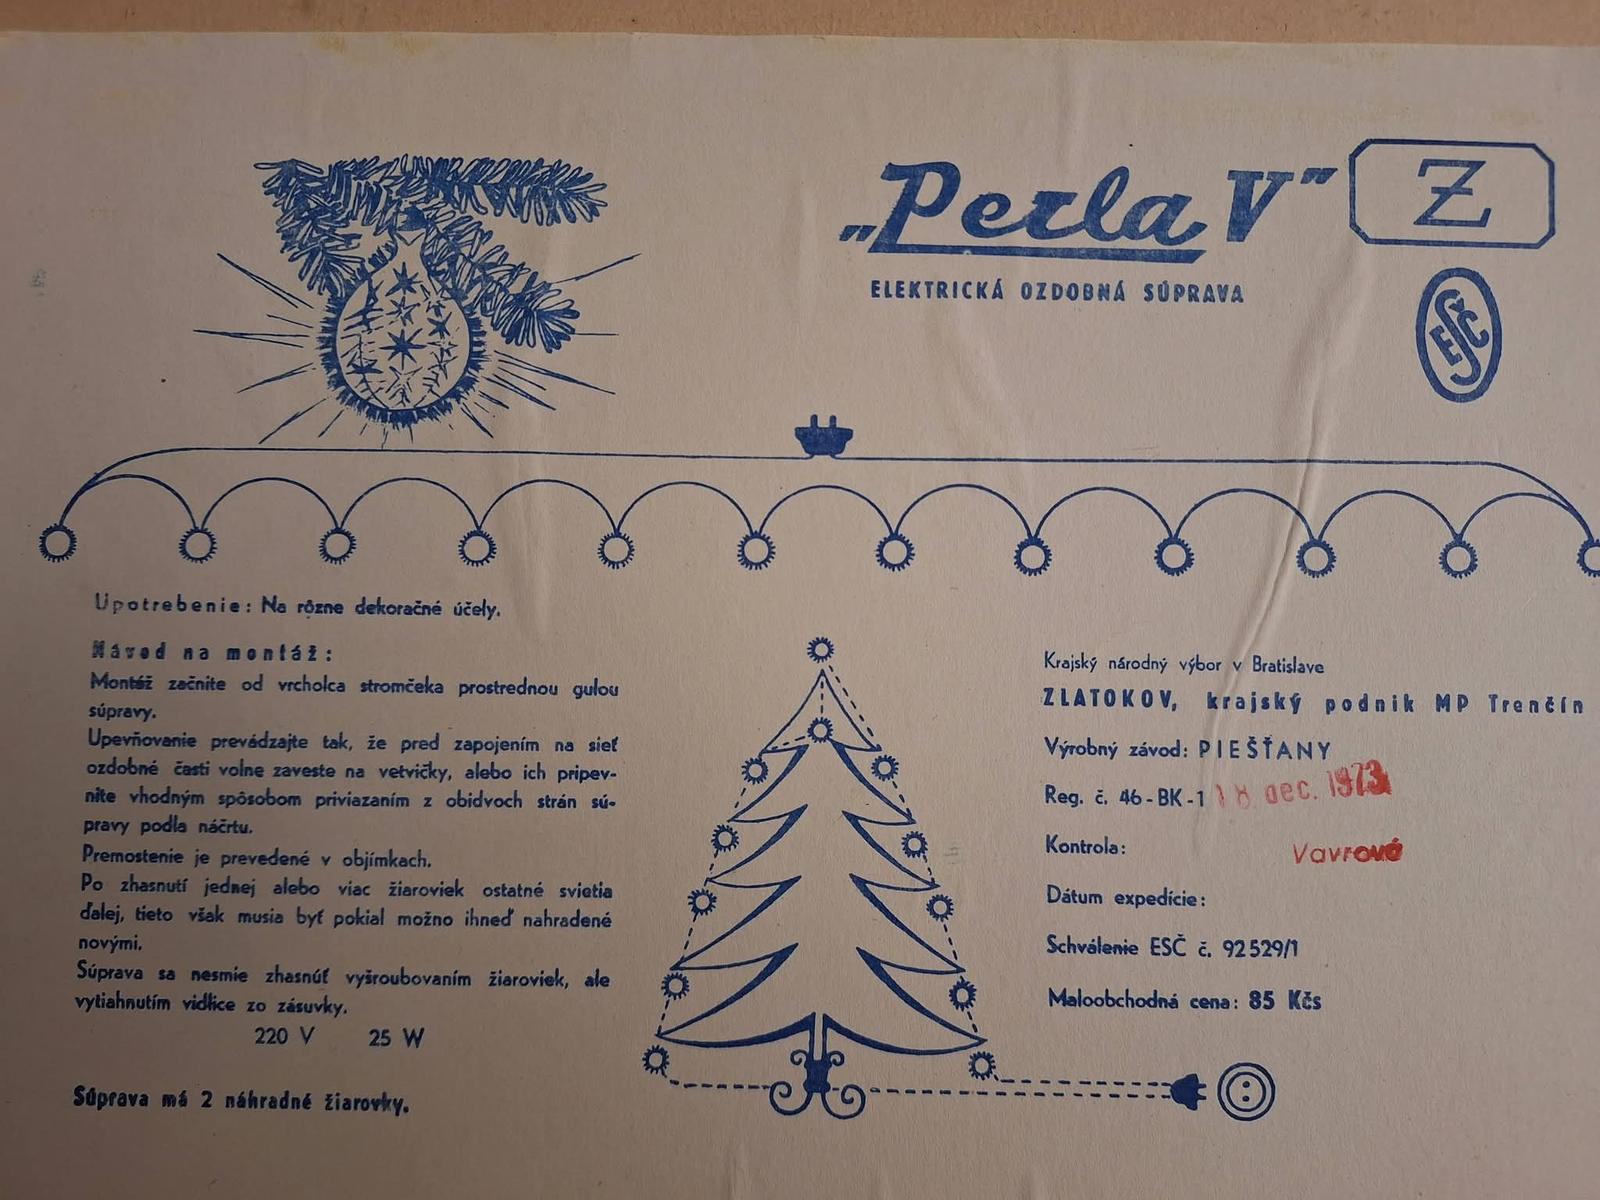 „Perla V"
Z
ELEKTRICKÁ OZDOBNÁ SÚPRAVA
EŠČ
Upotrebenie: Na rôzne dekoračné účely.
Návod na montáž:
Montáž začnite od vrcholca stromčeka prostrednou gulou
súpravy.
Upevňovanie prevádzajte tak, že pred zapojením na sieť
ozdobné časti volne zaveste na vetvičky, alebo ich pripev-
nite vhodným spôsobom priviazaním z obidvoch strán sú-
pravy podla náčrtu.
Premostenie je prevedené v objímkach.
Po zhasnutí jednej alebo viac žiaroviek ostatné svietia
ďalej, tieto však musia byť pokial možno ihneď nahradené
novými.
Súprava sa nesmie zhasnúť vyšroubovaním žiaroviek, ale
vytiahnutím vidlice zo zásuvky.
220 V 25 W
Súprava má 2 náhradné žiarovky.
Krajský národný výbor v Bratislave
ZLATOKOV, krajský podnik MP Trenčín
Výrobný závod: PIEŠŤANY
Reg. č. 46-BK-1 18. dec. 1973
Kontrola: Vavrová
Dátum expedície:
Schválenie ESČ č. 92529/1
Maloobchodná cena: 85 Kčs